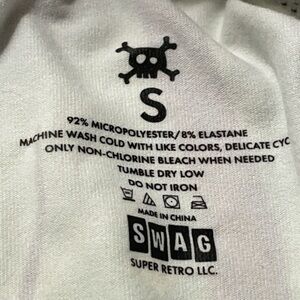 S
92% MICROPOLYESTER/8% ELASTANE
MACHINE WASH COLD WITH LIKE COLORS, DELICATE CYC
ONLY NON-CHLORINE BLEACH WHEN NEEDED
TUMBLE DRY LOW
DO NOT IRON
MADE IN CHINA
SWAG
SUPER RETRO LLC.